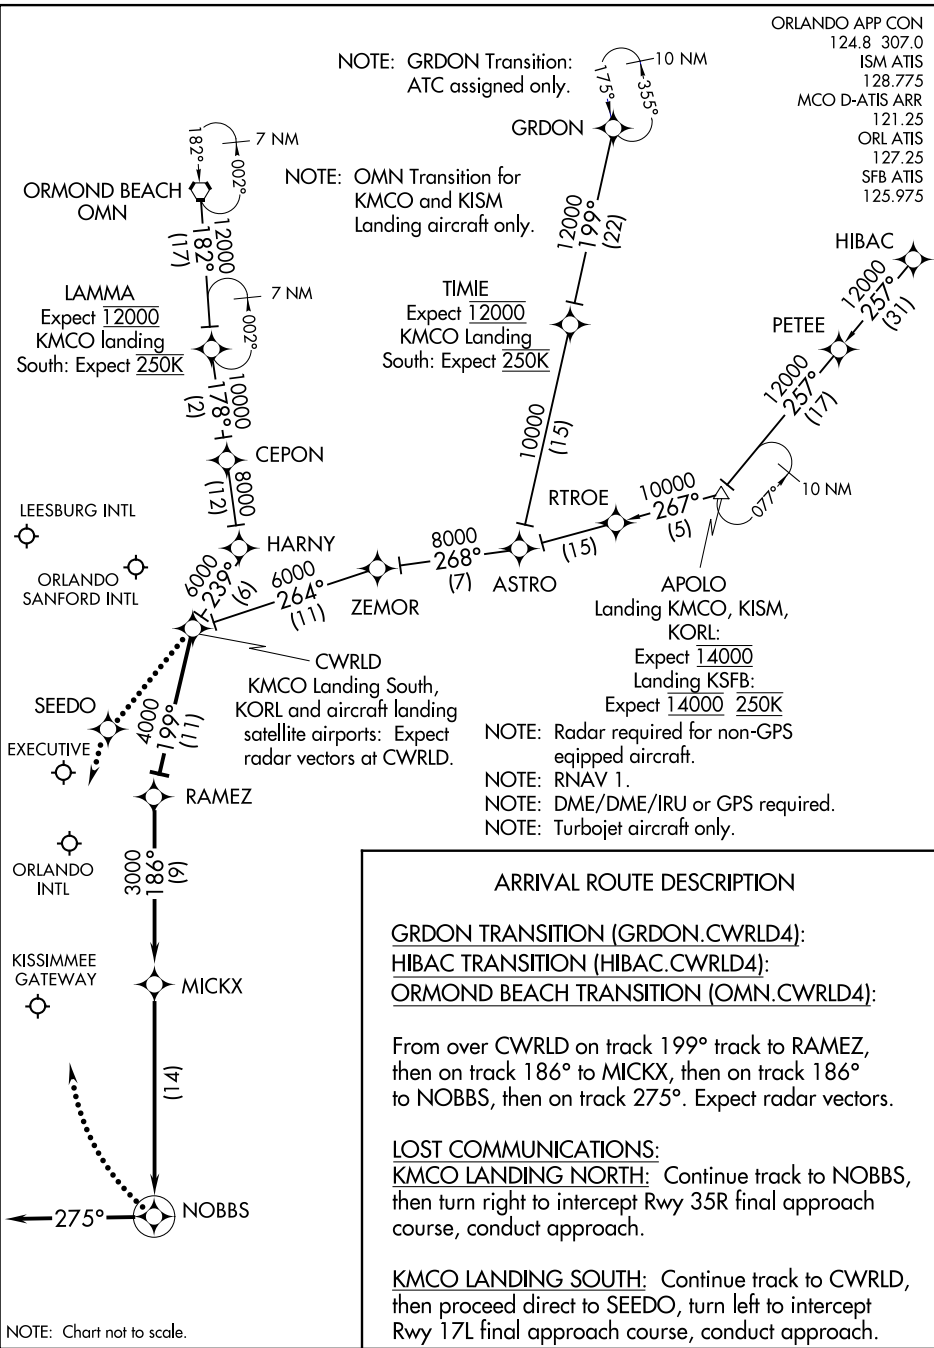 ORLANDO APP CON
124.8 307.0
ISM ATIS
128.775
MCO D-ATIS ARR
121.25
ORL ATIS
127.25
SFB ATIS
125.975
NOTE: GRDON Transition:
ATC assigned only.
10 NM
175°
355°
GRDON
182°
7 NM
002°
ORMOND BEACH
OMN
NOTE: OMN Transition for
KMCO and KISM
Landing aircraft only.
12000
182°
(17)
12000
199°
(22)
HIBAC
12000
257°
(31)
LAMMA
Expect 12000
KMCO landing
South: Expect 250K
7 NM
002°
TIMIE
Expect 12000
KMCO Landing
South: Expect 250K
PETEE
12000
257°
(17)
10000
178°
(2)
10000
(15)
CEPON
8000
(12)
10 NM
077°
RTROE
10000
267°
(5)
LEESBURG INTL
HARNY
ORLANDO
SANFORD INTL
6000
239°
(6)
6000
264°
(11)
ZEMOR
8000
268°
(7)
ASTRO
(15)
APOLO
Landing KMCO, KISM,
KORL:
Expect 14000
Landing KSFB:
Expect 14000 250K
CWRLD
KMCO Landing South,
KORL and aircraft landing
satellite airports: Expect
radar vectors at CWRLD.
SEEDO
4000
199°
(11)
EXECUTIVE
RAMEZ
NOTE: Radar required for non-GPS
eqipped aircraft.
NOTE: RNAV 1.
NOTE: DME/DME/IRU or GPS required.
NOTE: Turbojet aircraft only.
ORLANDO
INTL
3000
186°
(9)
KISSIMMEE
GATEWAY
MICKX
(14)
NOBBS
275°
NOTE: Chart not to scale.
ARRIVAL ROUTE DESCRIPTION
GRDON TRANSITION (GRDON.CWRLD4):
HIBAC TRANSITION (HIBAC.CWRLD4):
ORMOND BEACH TRANSITION (OMN.CWRLD4):
From over CWRLD on track 199° track to RAMEZ,
then on track 186° to MICKX, then on track 186°
to NOBBS, then on track 275°. Expect radar vectors.
LOST COMMUNICATIONS:
KMCO LANDING NORTH: Continue track to NOBBS,
then turn right to intercept Rwy 35R final approach
course, conduct approach.
KMCO LANDING SOUTH: Continue track to CWRLD,
then proceed direct to SEEDO, turn left to intercept
Rwy 17L final approach course, conduct approach.